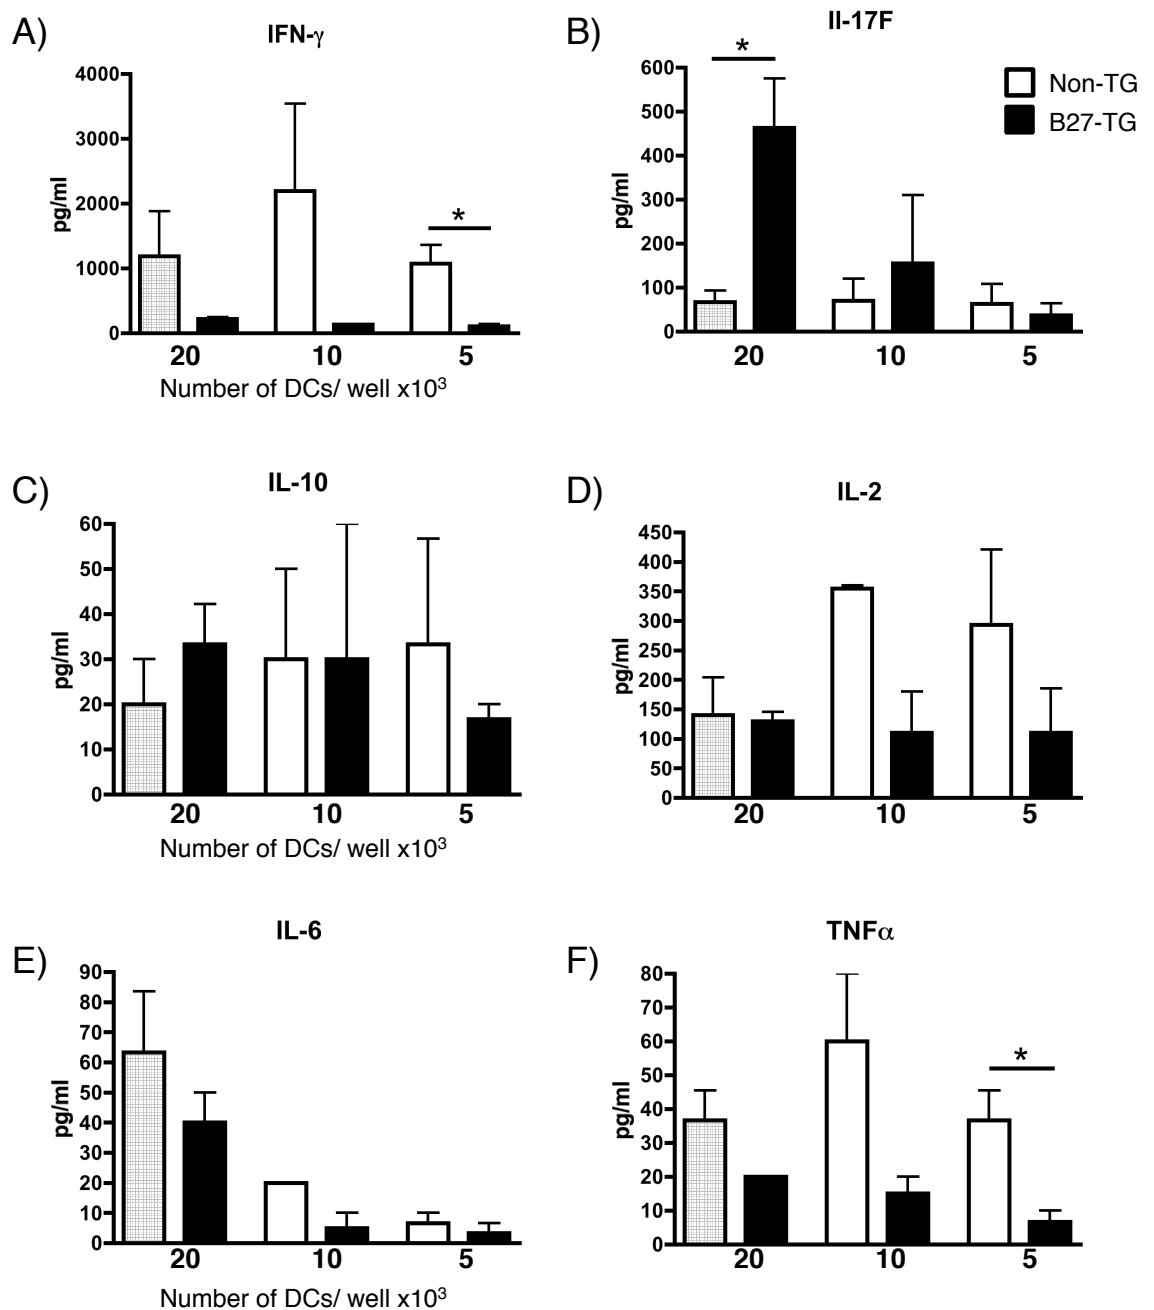 A)
IFN-γ
pg/ml
4000
3000
2000
1000
0
*
20 10 5
Number of DCs/ well x10³
B)
Il-17F
pg/ml
600
500
400
300
200
100
0
*
Non-TG
B27-TG
20 10 5
C)
IL-10
pg/ml
60
50
40
30
20
10
0
20 10 5
Number of DCs/ well x10³
D)
IL-2
pg/ml
450
400
350
300
250
200
150
100
50
0
20 10 5
E)
IL-6
pg/ml
90
80
70
60
50
40
30
20
10
0
20 10 5
Number of DCs/ well x10³
F)
TNFα
pg/ml
80
70
60
50
40
30
20
10
0
*
20 10 5